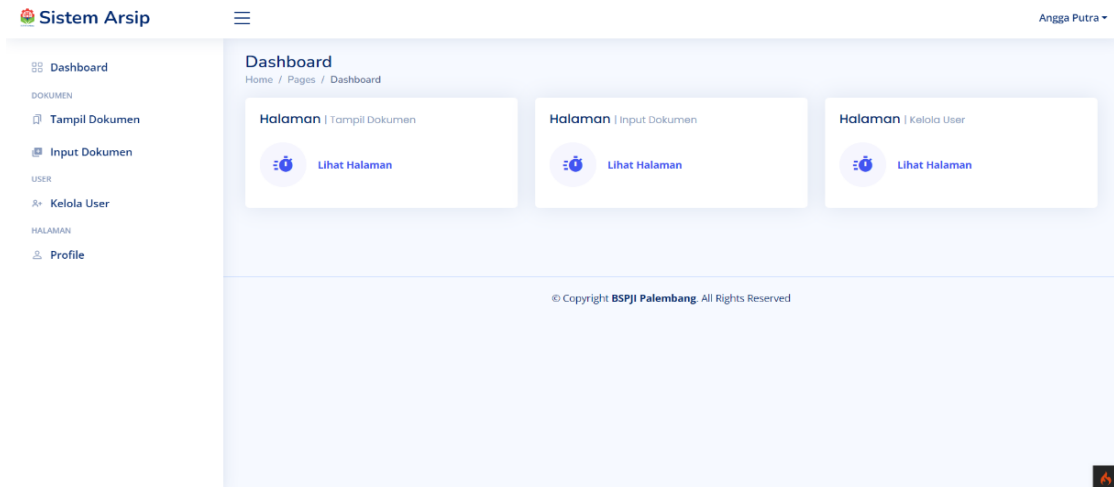 Sistem Arsip
Angga Putra
Dashboard
DOKUMEN
Tampil Dokumen
Input Dokumen
USER
Kelola User
HALAMAN
Profile
Dashboard
Home / Pages / Dashboard
Halaman | Tampil Dokumen
Lihat Halaman
Halaman | Input Dokumen
Lihat Halaman
Halaman | Kelola User
Lihat Halaman
© Copyright BSPJI Palembang. All Rights Reserved